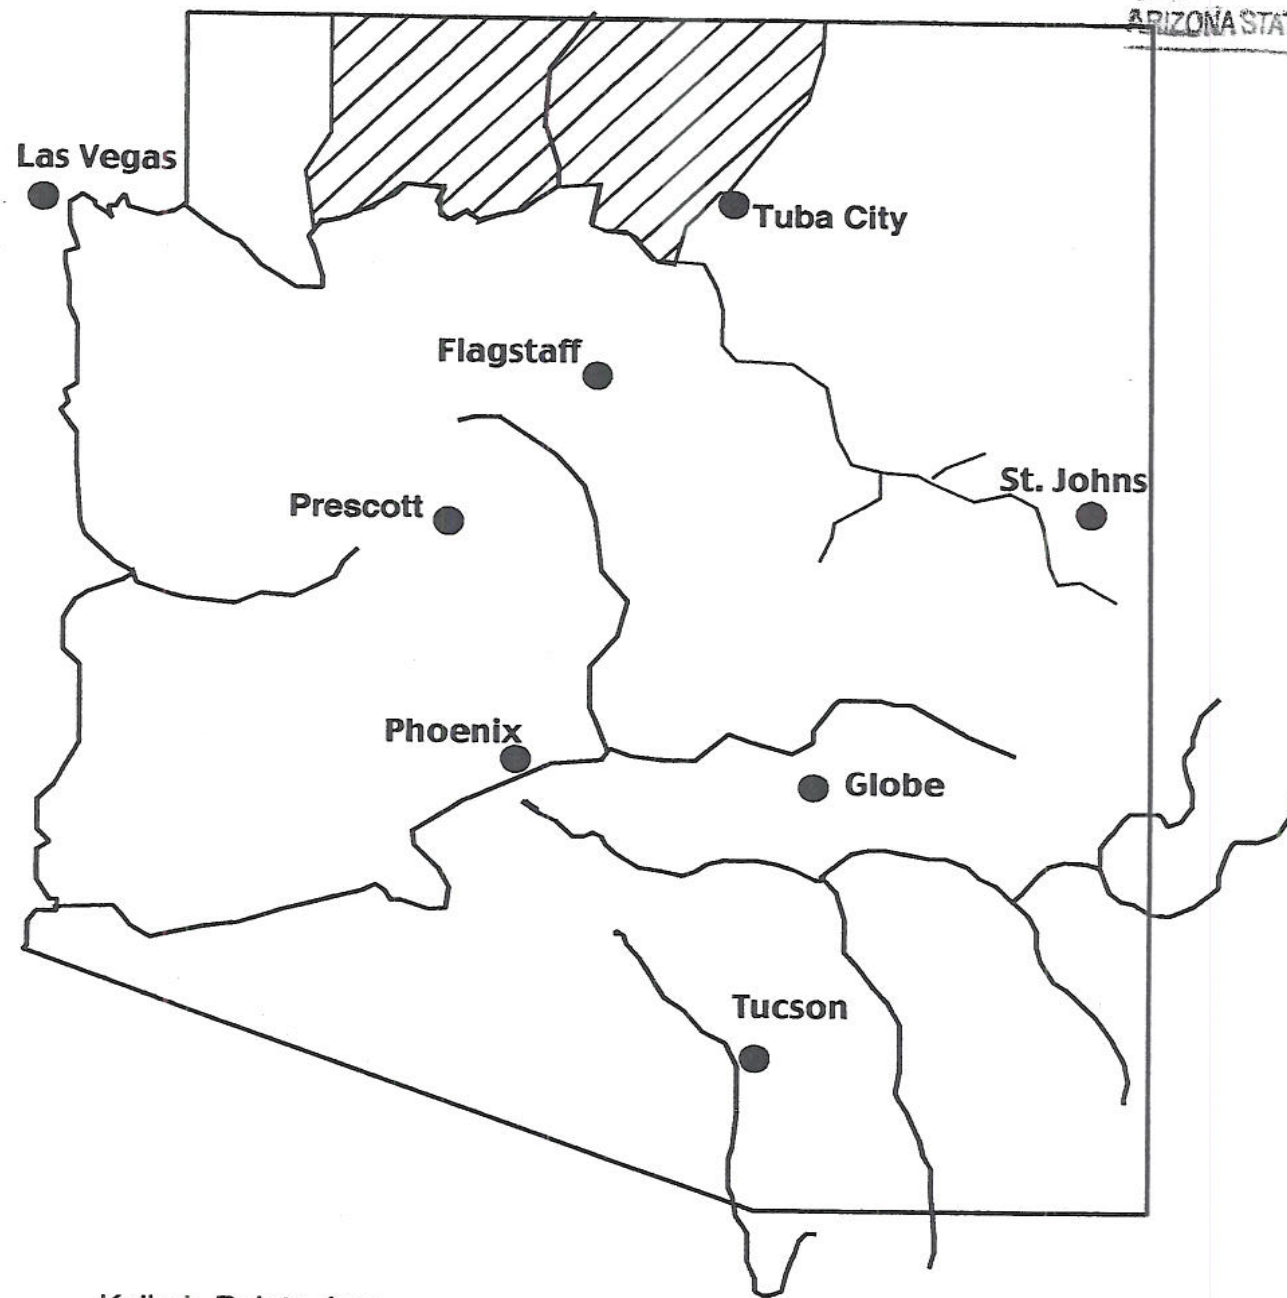 ARIZONA STAT
Las Vegas
Tuba City
Flagstaff
St. Johns
Prescott
Phoenix
Globe
Tucson